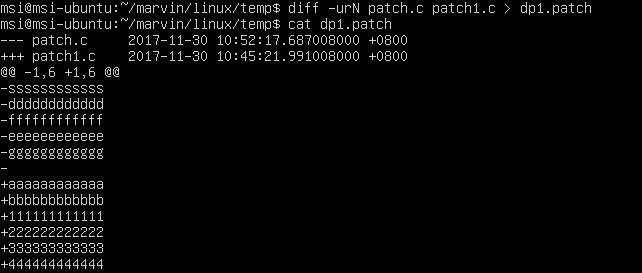 msi@msi-ubuntu:~/marvin/linux/temp$ diff -urN patch.c patch1.c > dp1.patch
msi@msi-ubuntu:~/marvin/linux/temp$ cat dp1.patch
--- patch.c     2017-11-30 10:52:17.687008000 +0800
+++ patch1.c    2017-11-30 10:45:21.991008000 +0800
@@ -1,6 +1,6 @@
-ssssssssssss
-dddddddddddd
-ffffffffffff
-eeeeeeeeeeee
-gggggggggggg
-
+aaaaaaaaaaaa
+bbbbbbbbbbbb
+111111111111
+222222222222
+333333333333
+444444444444